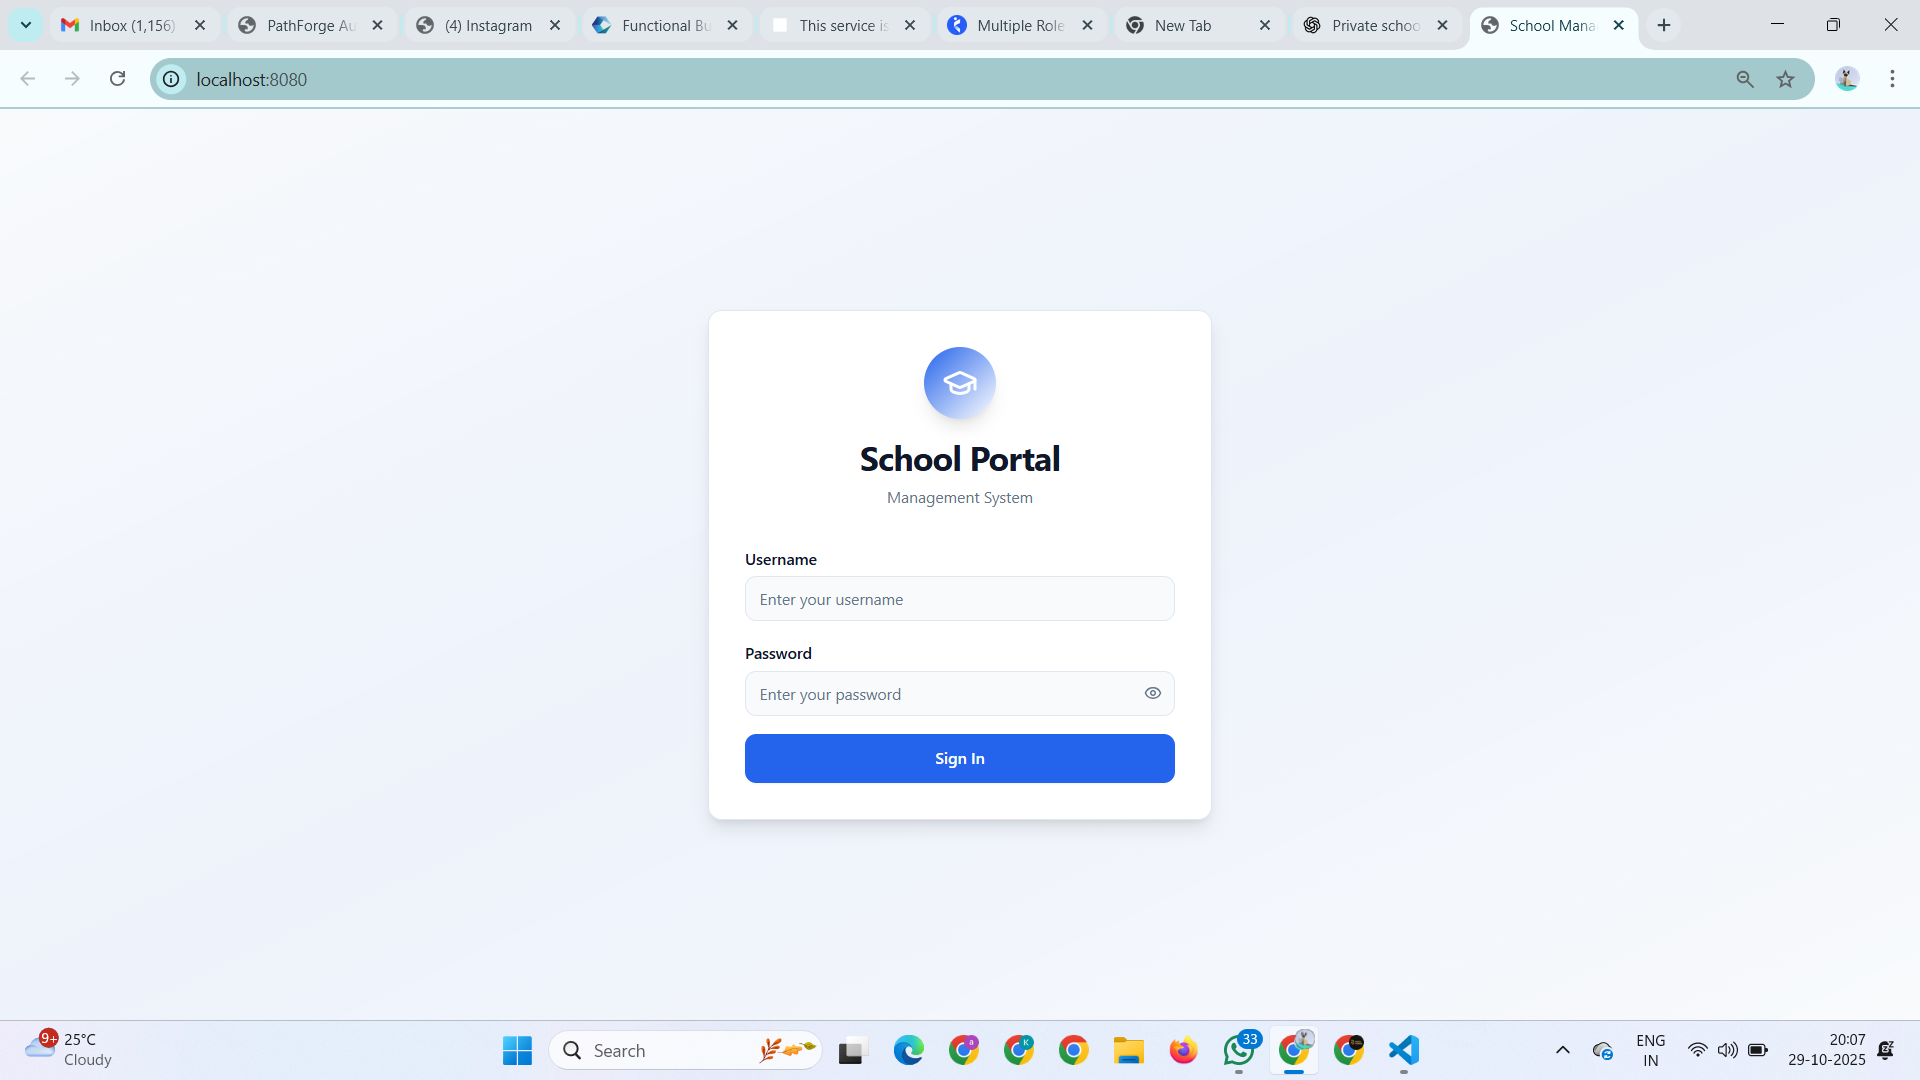 Inbox (1,156)
PathForge Au
(4) Instagram
Functional Bu
This service is
Multiple Role
New Tab
Private schoo
School Mana
localhost:8080
School Portal
Management System
Username
Enter your username
Password
Enter your password
Sign In
9+
25°C
Cloudy
Search
a
K
33
ENG
IN
20:07
29-10-2025